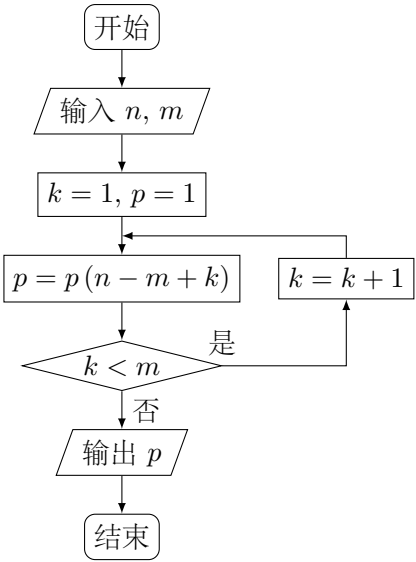 开始
输入 n, m
k = 1, p = 1
p = p (n − m + k)
k = k + 1
k < m
是
否
输出 p
结束